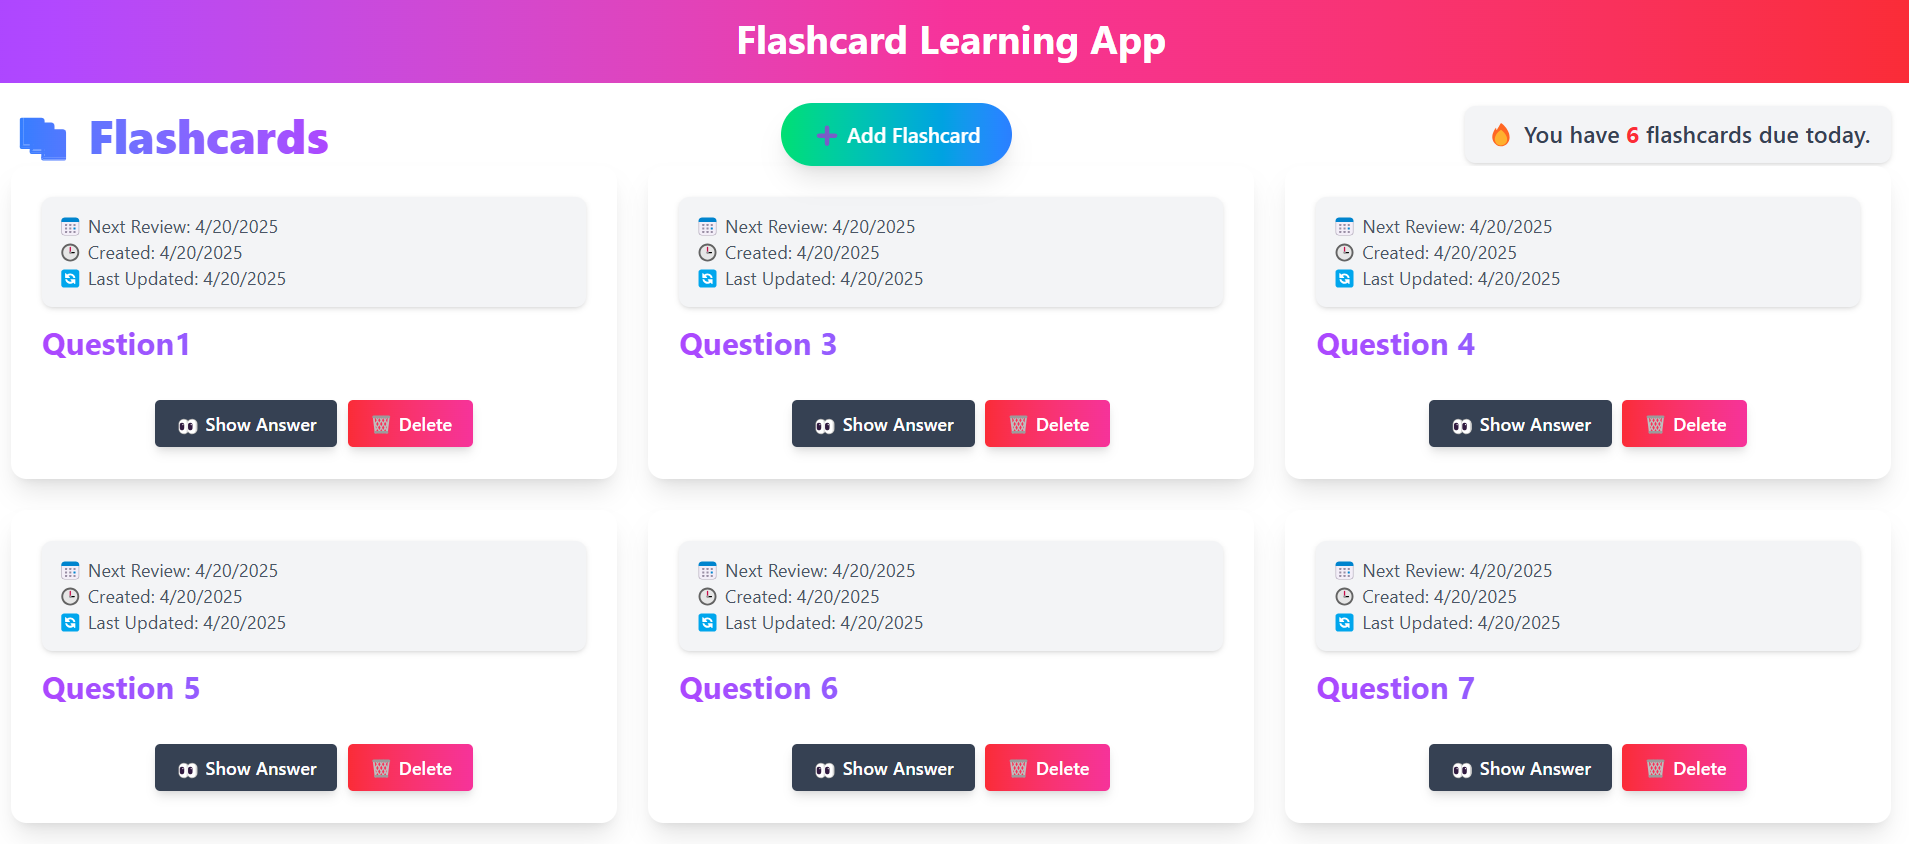 Flashcard Learning App
Flashcards
Add Flashcard
You have 6 flashcards due today.
Next Review: 4/20/2025
Created: 4/20/2025
Last Updated: 4/20/2025
Question1
Show Answer
Delete
Next Review: 4/20/2025
Created: 4/20/2025
Last Updated: 4/20/2025
Question 3
Show Answer
Delete
Next Review: 4/20/2025
Created: 4/20/2025
Last Updated: 4/20/2025
Question 4
Show Answer
Delete
Next Review: 4/20/2025
Created: 4/20/2025
Last Updated: 4/20/2025
Question 5
Show Answer
Delete
Next Review: 4/20/2025
Created: 4/20/2025
Last Updated: 4/20/2025
Question 6
Show Answer
Delete
Next Review: 4/20/2025
Created: 4/20/2025
Last Updated: 4/20/2025
Question 7
Show Answer
Delete